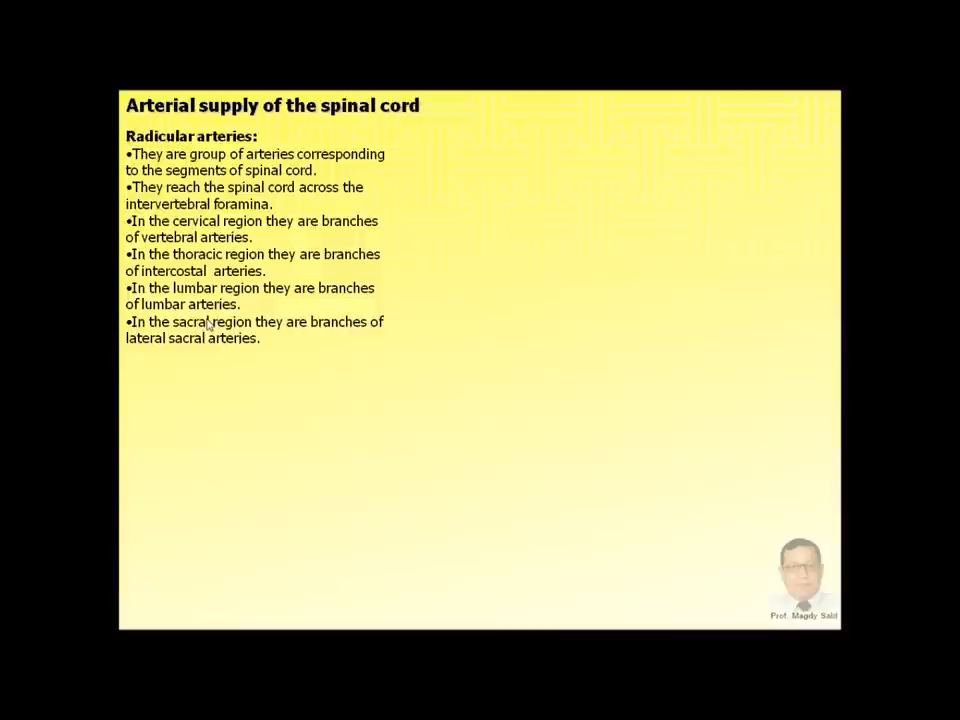 Arterial supply of the spinal cord
Radicular arteries:
•They are group of arteries corresponding
to the segments of spinal cord.
•They reach the spinal cord across the
intervertebral foramina.
•In the cervical region they are branches
of vertebral arteries.
•In the thoracic region they are branches
of intercostal  arteries.
•In the lumbar region they are branches
of lumbar arteries.
•In the sacral region they are branches of
lateral sacral arteries.
Prof. Magdy Said